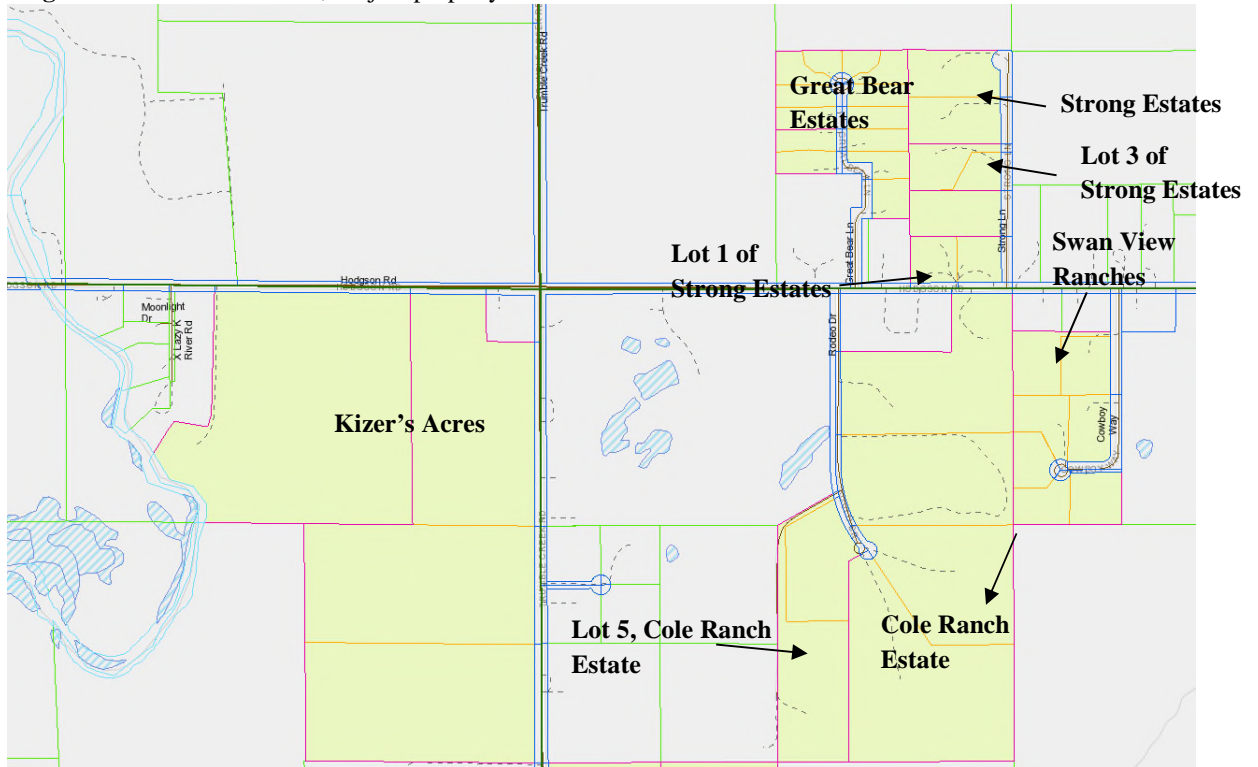 Trumble Creek Rd
Great Bear
Estates
Strong Estates
Lot 3 of
Strong Estates
Strong Ln
Great Bear Ln
Lot 1 of
Strong Estates
Swan View
Ranches
Hodgson Rd
HODGSON RD
Moonlight
Dr
X Lazy K
River Rd
Rodeo Dr
Kizer's Acres
Cowboy
Way
Lot 5, Cole Ranch
Estate
Cole Ranch
Estate